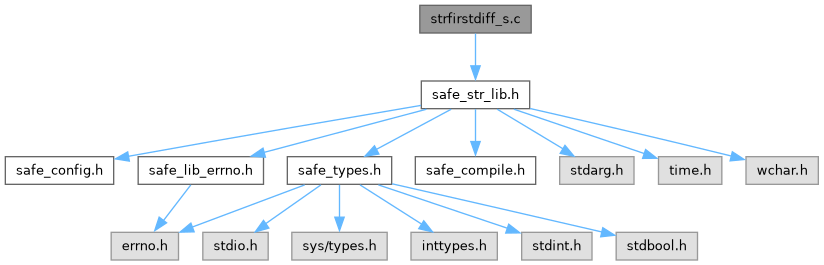 strfirstdiff_s.c
safe_str_lib.h
safe_config.h
safe_lib_errno.h
safe_types.h
safe_compile.h
stdarg.h
time.h
wchar.h
errno.h
stdio.h
sys/types.h
inttypes.h
stdint.h
stdbool.h